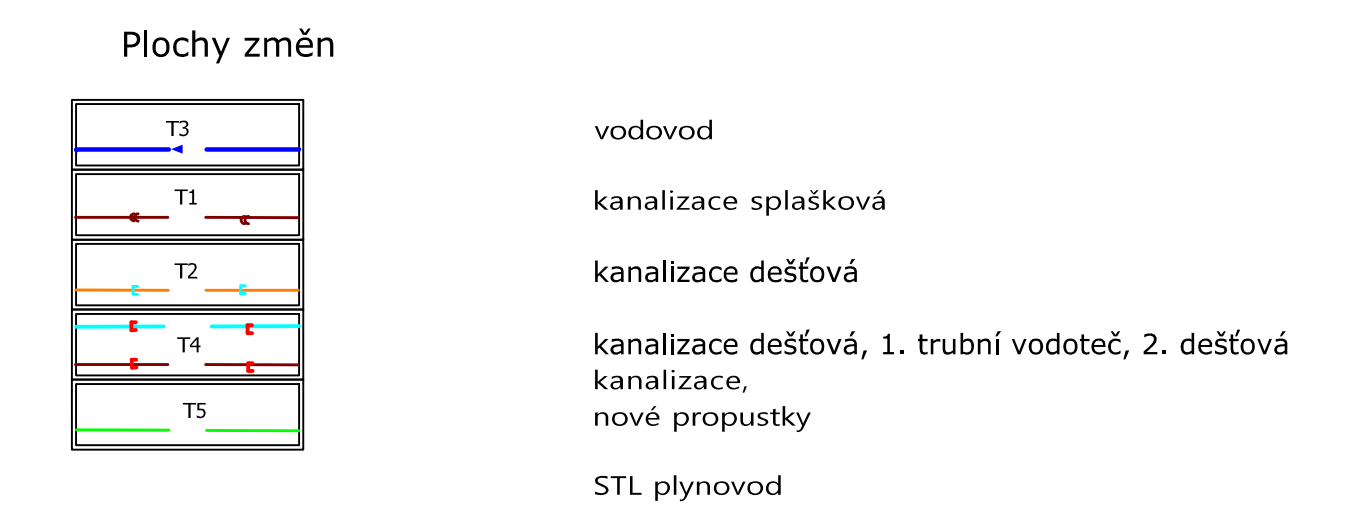 Plochy změn
T3
vodovod
T1
kanalizace splašková
T2
kanalizace dešťová
T4
kanalizace dešťová, 1. trubní vodoteč, 2. dešťová
kanalizace,
nové propustky
T5
STL plynovod